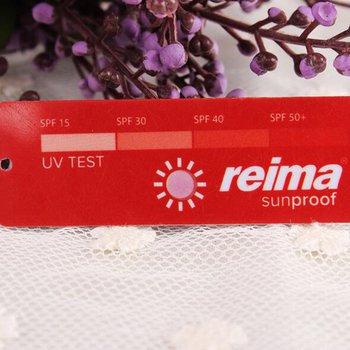 SPF 15 SPF 30 SPF 40 SPF 50+
UV TEST
reima
sunproof